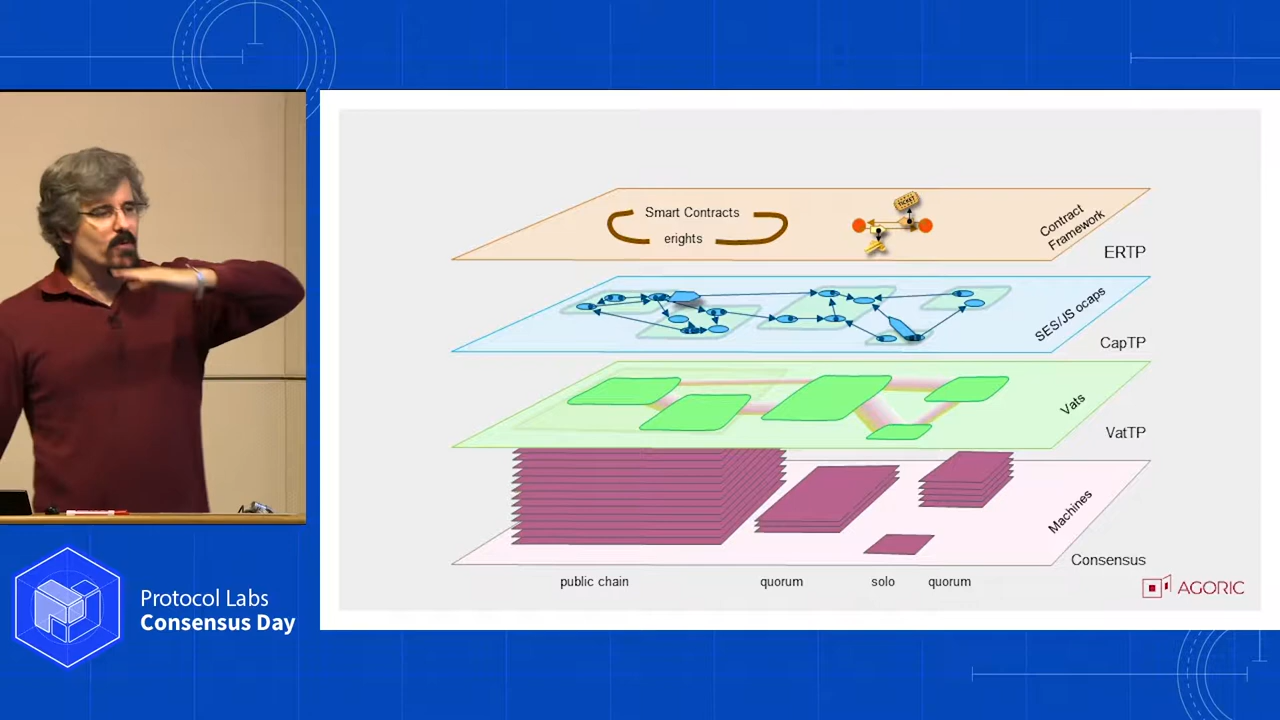 Smart Contracts
erights
TICKET
Contract
Framework
ERTP
SES/JS ocaps
CapTP
Vats
VatTP
Machines
Consensus
public chain
quorum
solo
quorum
AGORIC
Protocol Labs
Consensus Day